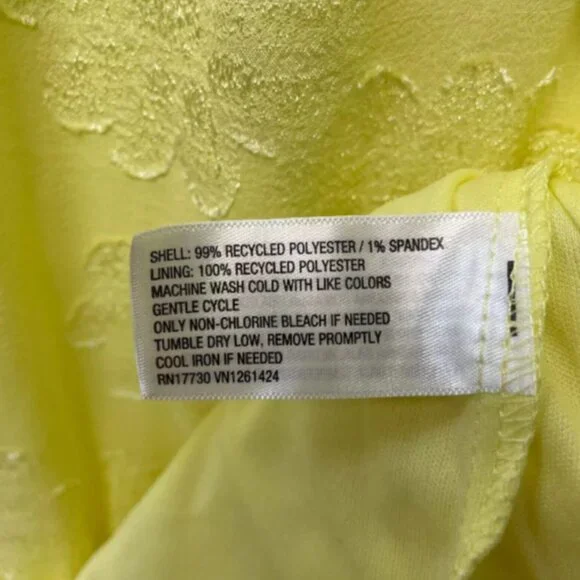 SHELL: 99% RECYCLED POLYESTER / 1% SPANDEX
LINING: 100% RECYCLED POLYESTER
MACHINE WASH COLD WITH LIKE COLORS
GENTLE CYCLE
ONLY NON-CHLORINE BLEACH IF NEEDED
TUMBLE DRY LOW, REMOVE PROMPTLY
COOL IRON IF NEEDED
RN17730 VN1261424